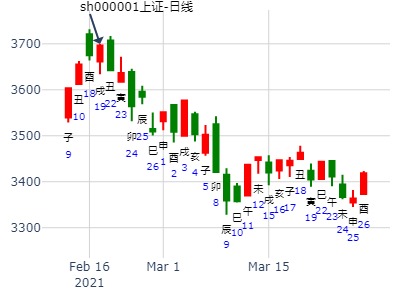 sh000001上证-日线
3700
3600
3500
3400
3300
子
9
丑
10
酉
18
戌
19
丑
22
寅
23
卯
24
辰
25
巳
26
申
1
酉
2
戌
3
亥
4
子
5
卯
8
辰
9
巳
10
午
11
未
12
戌
15
亥
16
子
17
丑
寅
19
巳
22
午
23
未
24
申
25
酉
26
Feb 16
2021
Mar 1
Mar 15